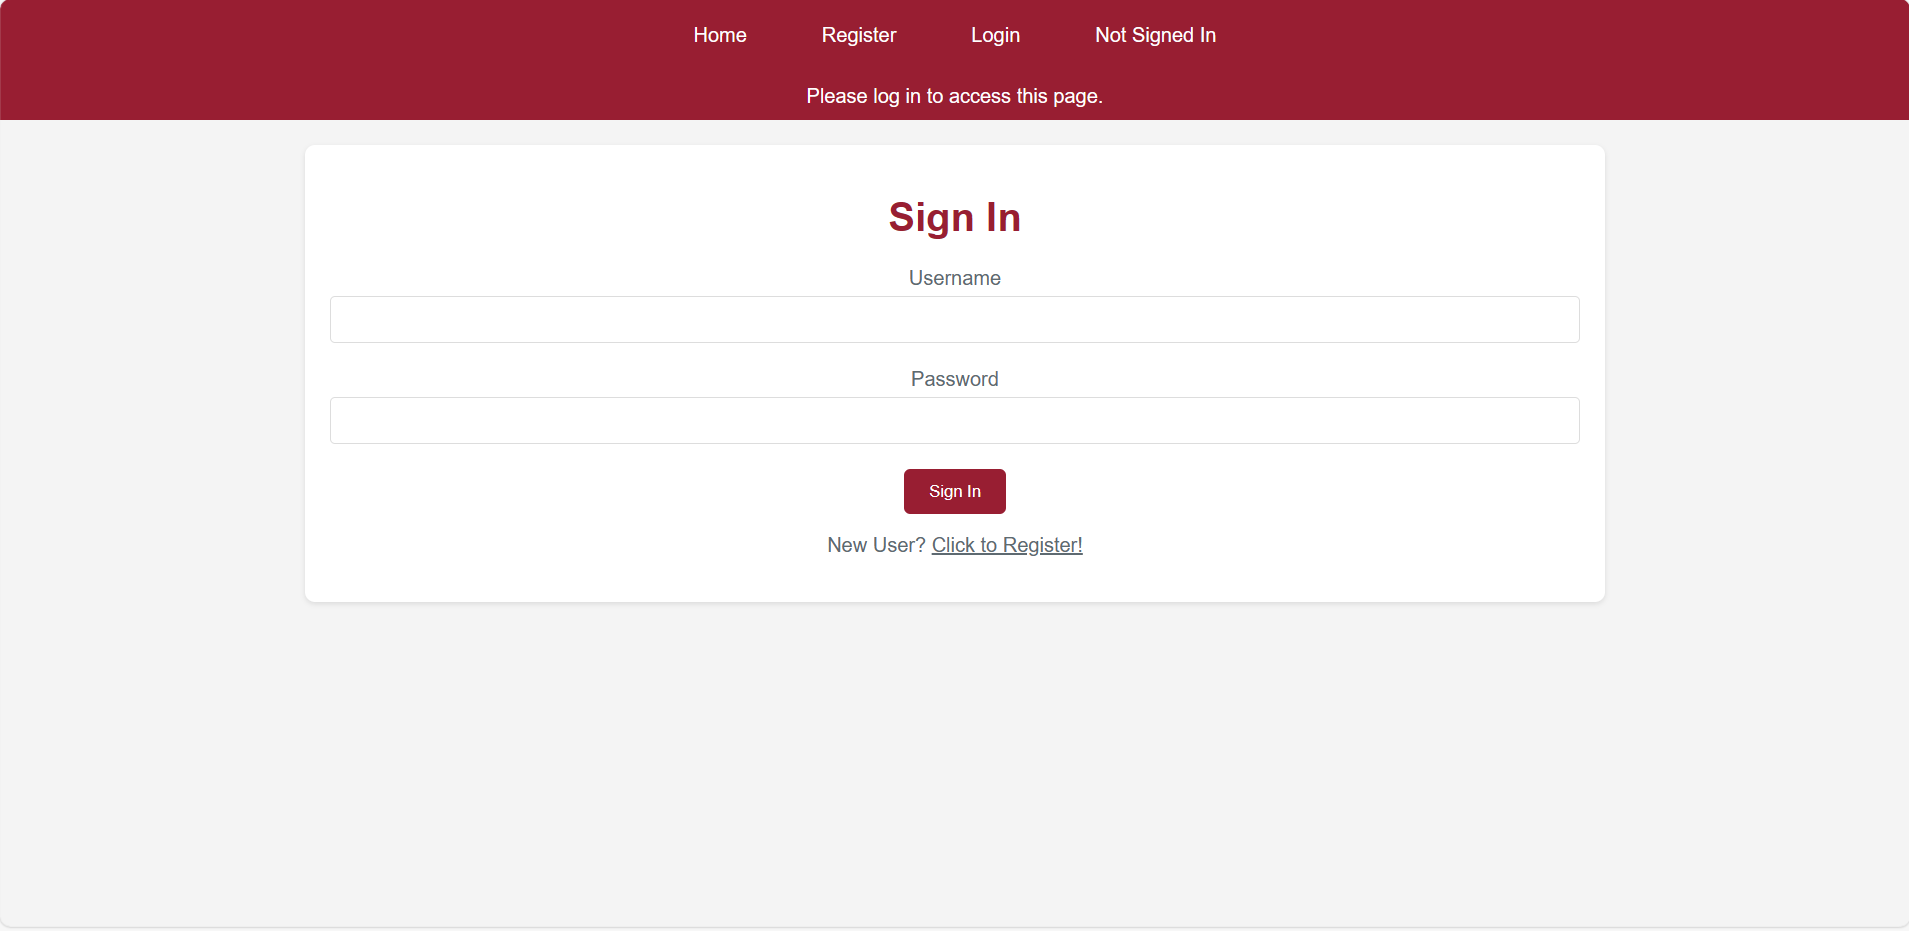 Home Register Login Not Signed In
Please log in to access this page.
Sign In
Username
Password
Sign In
New User? Click to Register!